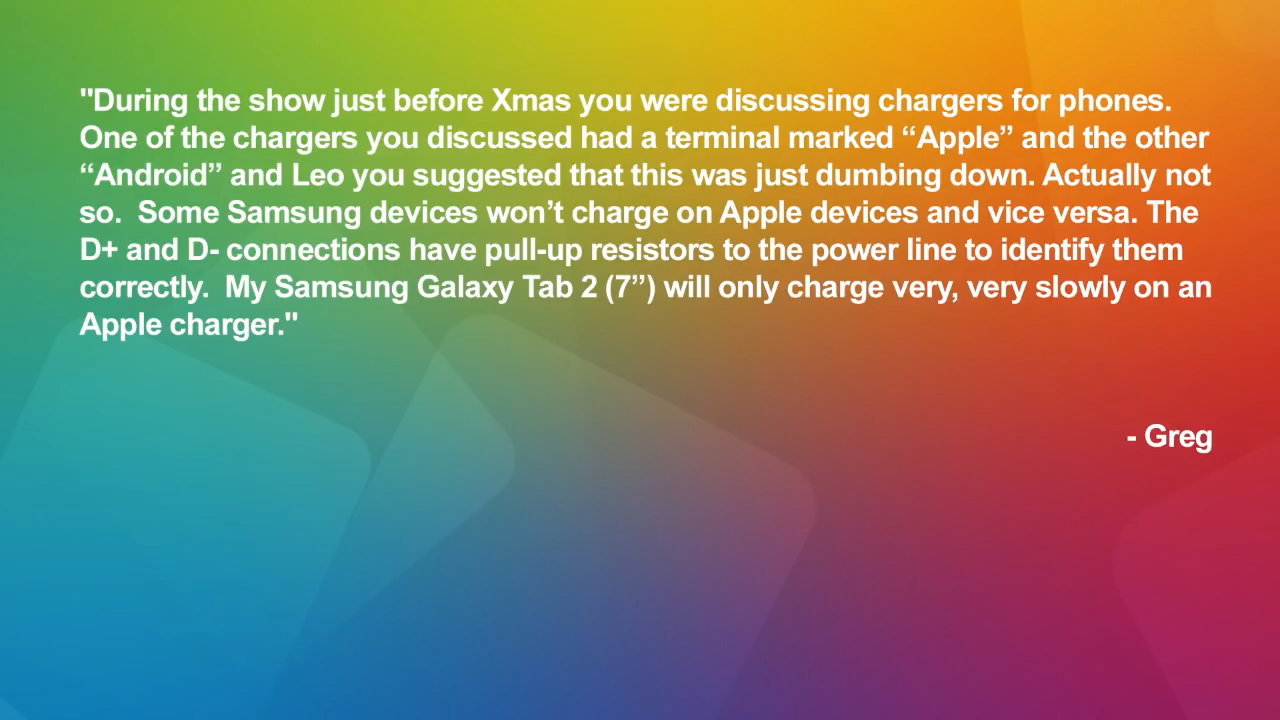 "During the show just before Xmas you were discussing chargers for phones.
One of the chargers you discussed had a terminal marked “Apple” and the other
“Android” and Leo you suggested that this was just dumbing down. Actually not
so.  Some Samsung devices won’t charge on Apple devices and vice versa. The
D+ and D- connections have pull-up resistors to the power line to identify them
correctly.  My Samsung Galaxy Tab 2 (7”) will only charge very, very slowly on an
Apple charger."
- Greg